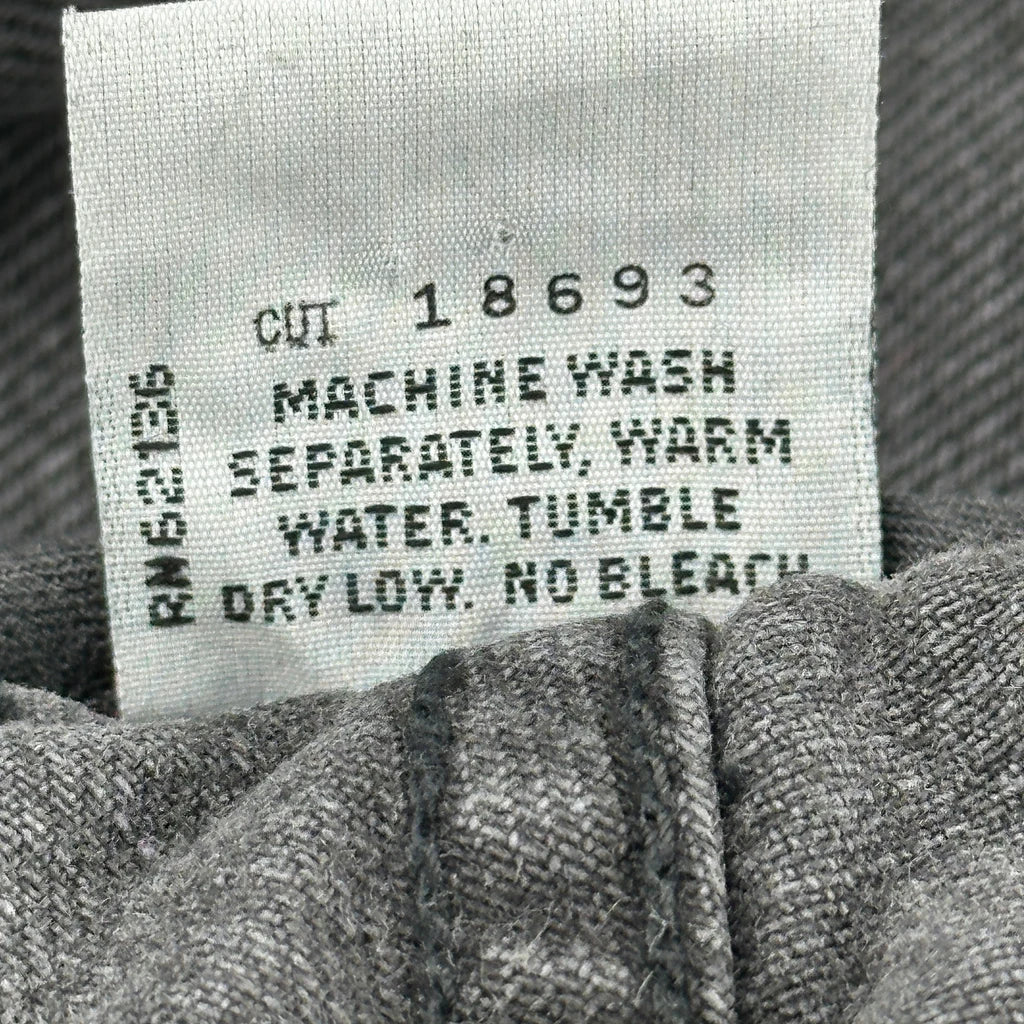 CUT 18693
MACHINE WASH
SEPARATELY, WARM
WATER. TUMBLE
DRY LOW. NO BLEACH
RN62136